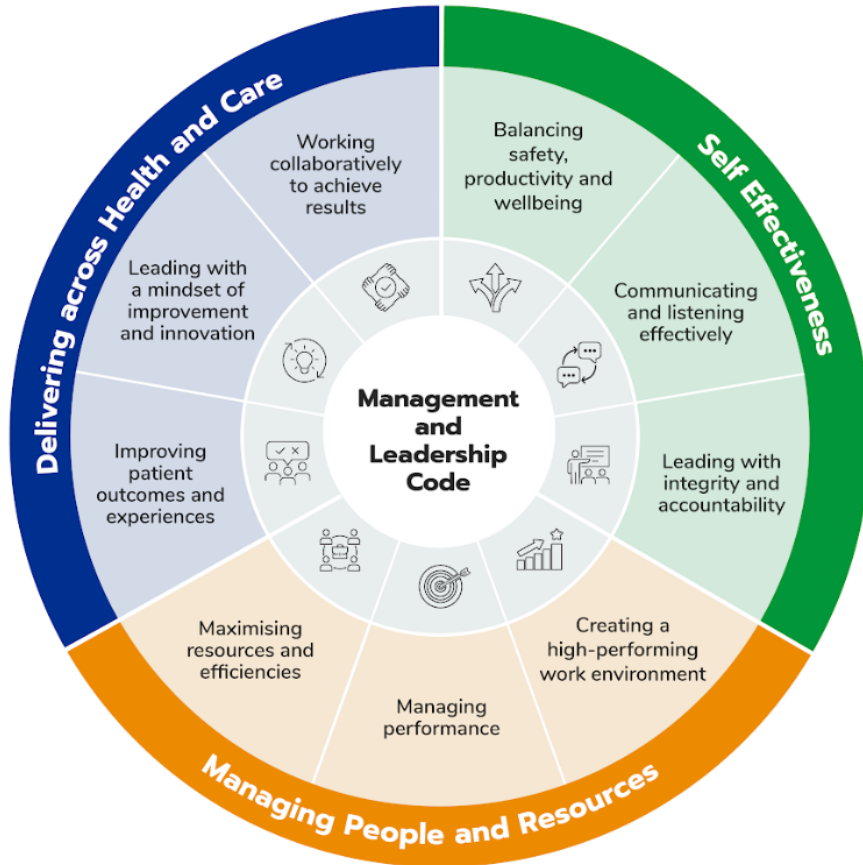 Management
and
Leadership
Code
Self Effectiveness
Balancing
safety,
productivity and
wellbeing
Communicating
and listening
effectively
Leading with
integrity and
accountability
Managing People and Resources
Creating a
high-performing
work environment
Managing
performance
Maximising
resources and
efficiencies
Delivering across Health and Care
Improving
patient
outcomes and
experiences
Leading with
a mindset of
improvement
and innovation
Working
collaboratively
to achieve
results